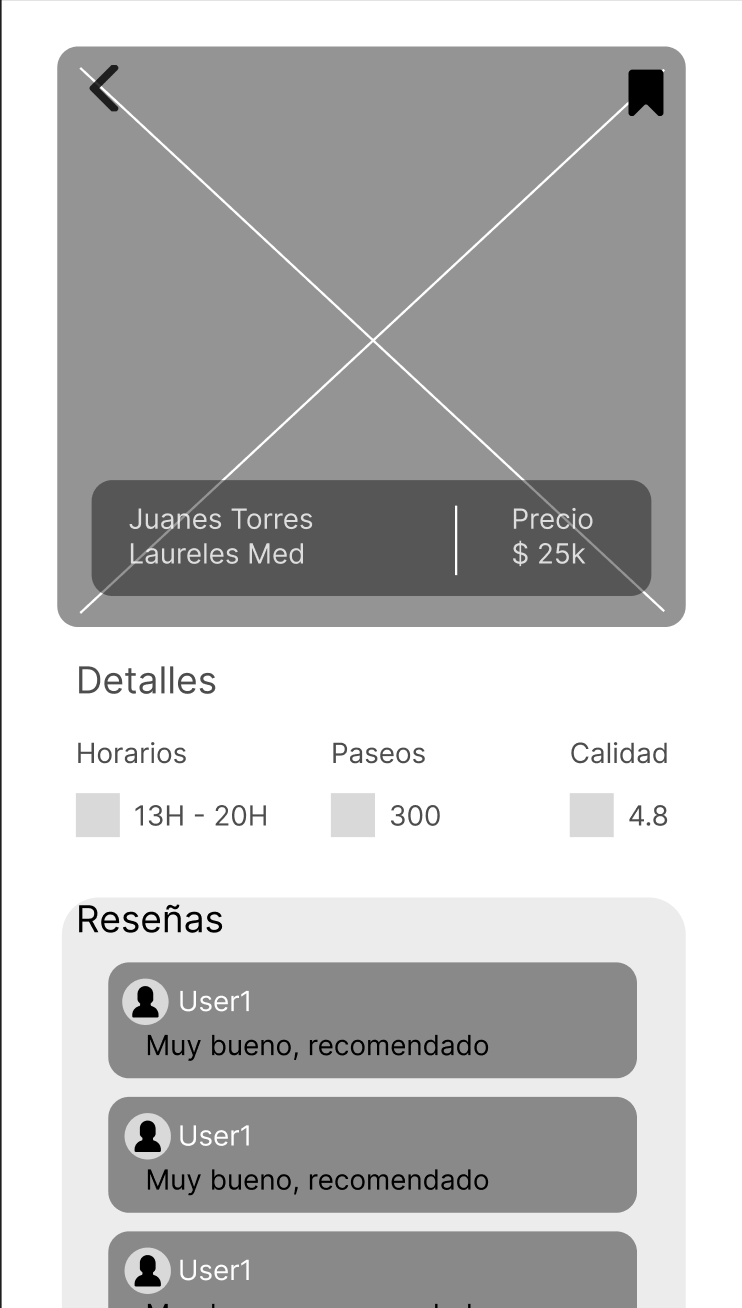 Juanes Torres
Laureles Med
Precio
$ 25k
Detalles
Horarios
Paseos
Calidad
13H - 20H
300
4.8
Reseñas
User1
Muy bueno, recomendado
User1
Muy bueno, recomendado
User1